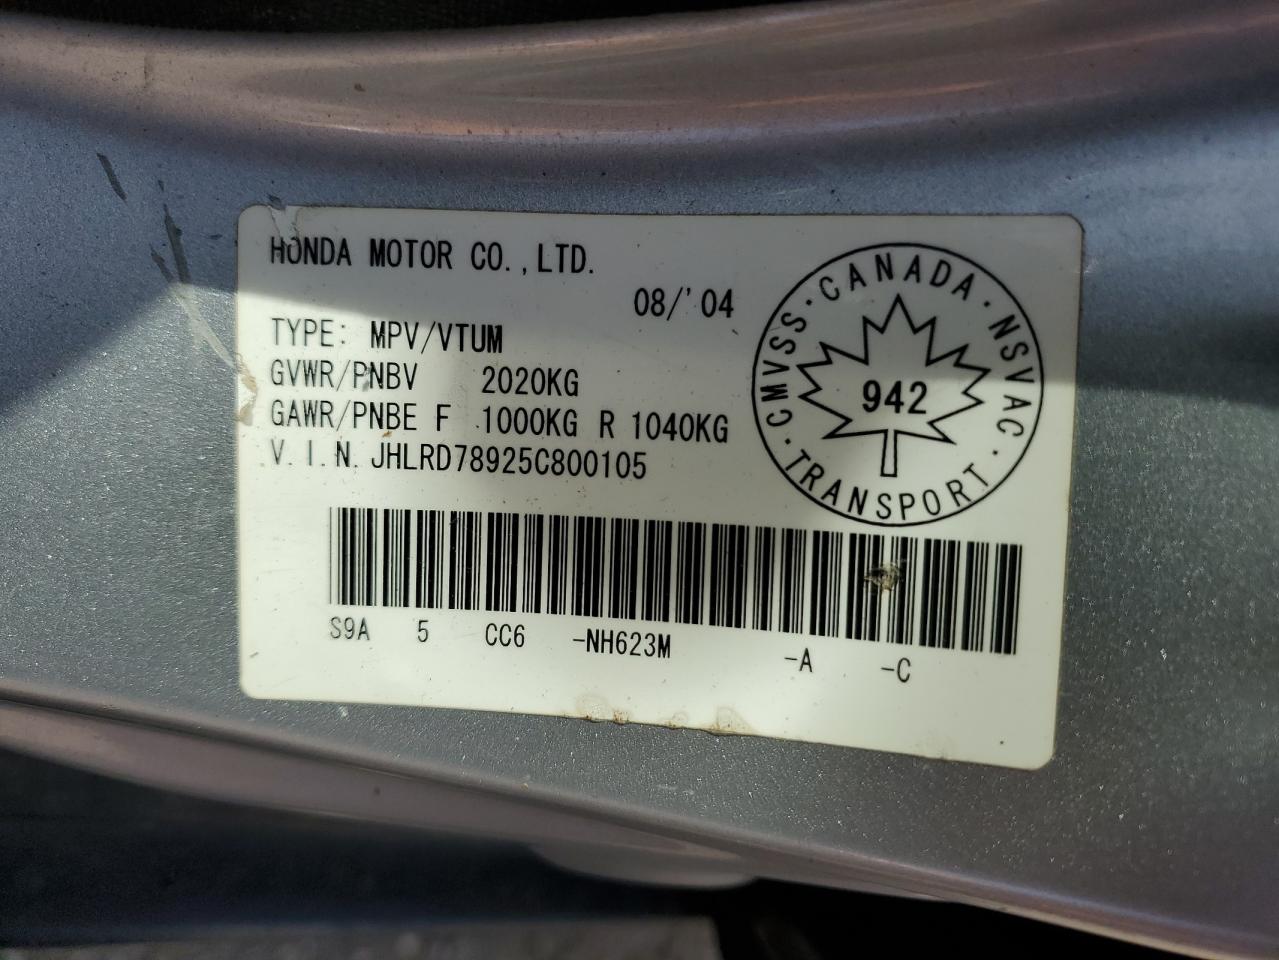 HONDA MOTOR CO.,LTD.
08/'04
TYPE: MPV/VTUM
GVWR/PNBV 2020KG
GAWR/PNBE F 1000KG R 1040KG
V.I.N. JHLRD78925C800105
CANADA · NSVAC · TRANSPORT · CMVSS ·
942
S9A 5 CC6 -NH623M -A -C